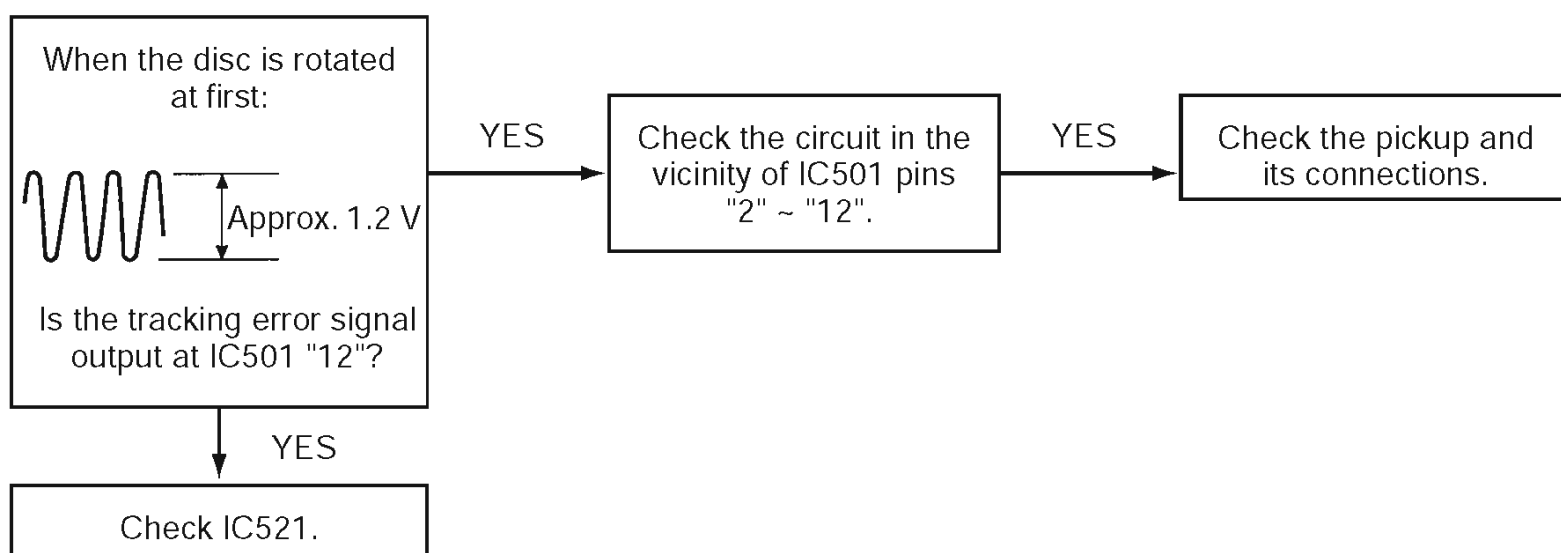 When the disc is rotated
at first:
Approx. 1.2 V
Is the tracking error signal
output at IC501 "12"?
YES
Check the circuit in the
vicinity of IC501 pins
"2" ~ "12".
YES
Check the pickup and
its connections.
YES
Check IC521.